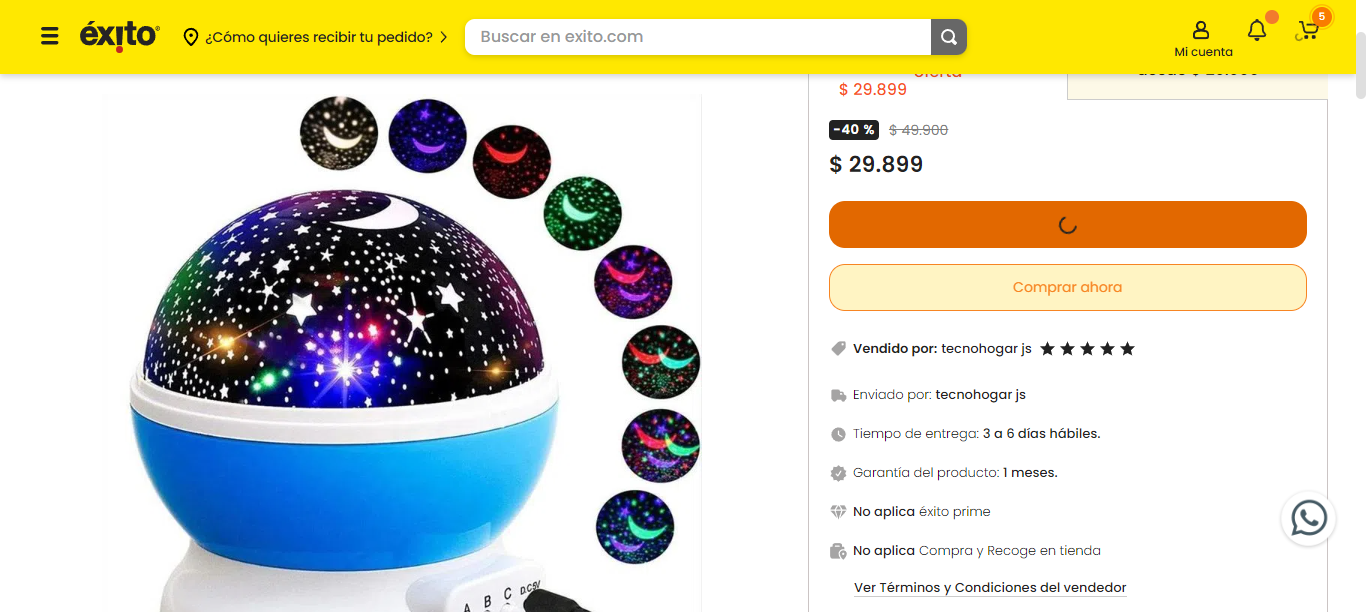 éxito
¿Cómo quieres recibir tu pedido?
Buscar en exito.com
Mi cuenta
5
oferta
$ 29.899
-40 % $ 49.900
$ 29.899
Comprar ahora
Vendido por: tecnohogar js
Enviado por: tecnohogar js
Tiempo de entrega: 3 a 6 días hábiles.
Garantía del producto: 1 meses.
No aplica éxito prime
No aplica Compra y Recoge en tienda
Ver Términos y Condiciones del vendedor
A B C D.C5V